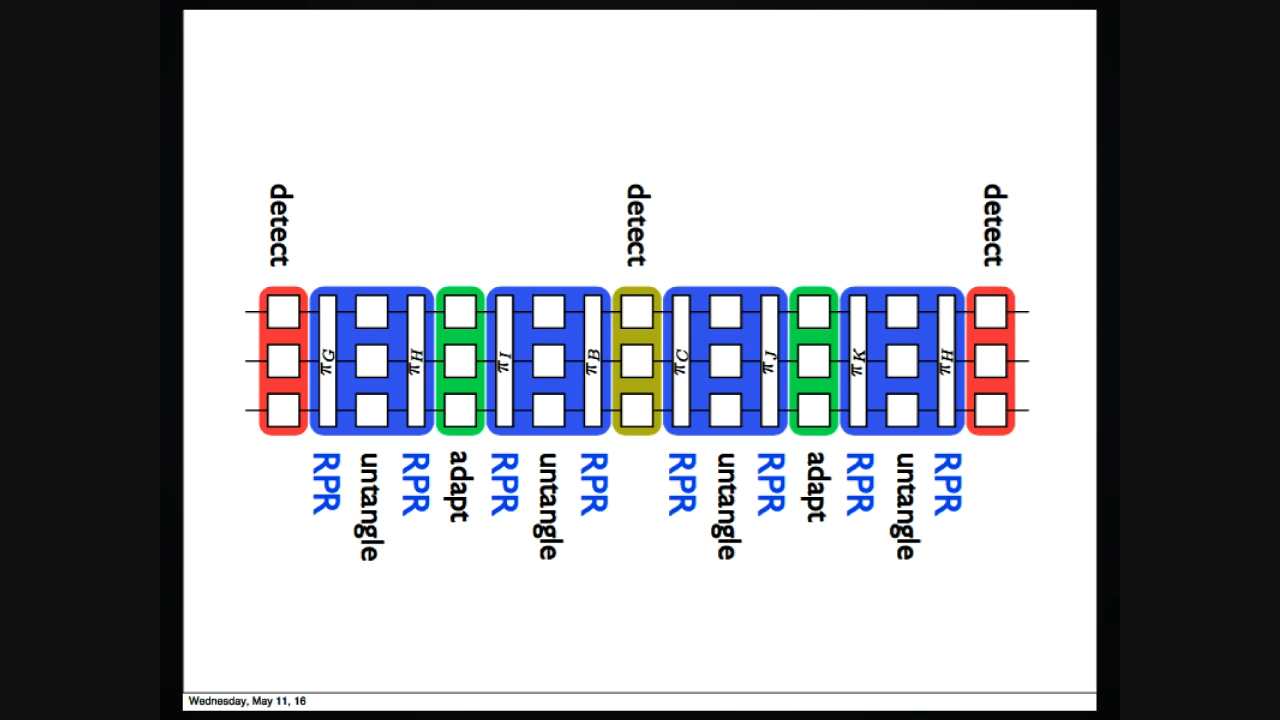 detect
detect
detect
πG
πH
πI
πB
πC
πJ
πK
πH
RPR
untangle
RPR
adapt
RPR
untangle
RPR
RPR
untangle
RPR
adapt
RPR
untangle
RPR
Wednesday, May 11, 16